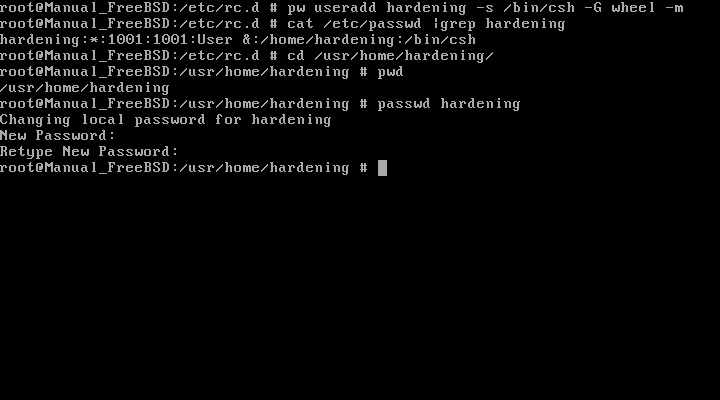 root@Manual_FreeBSD:/etc/rc.d # pw useradd hardening -s /bin/csh -G wheel -m
root@Manual_FreeBSD:/etc/rc.d # cat /etc/passwd |grep hardening
hardening:*:1001:1001:User &:/home/hardening:/bin/csh
root@Manual_FreeBSD:/etc/rc.d # cd /usr/home/hardening/
root@Manual_FreeBSD:/usr/home/hardening # pwd
/usr/home/hardening
root@Manual_FreeBSD:/usr/home/hardening # passwd hardening
Changing local password for hardening
New Password:
Retype New Password:
root@Manual_FreeBSD:/usr/home/hardening #